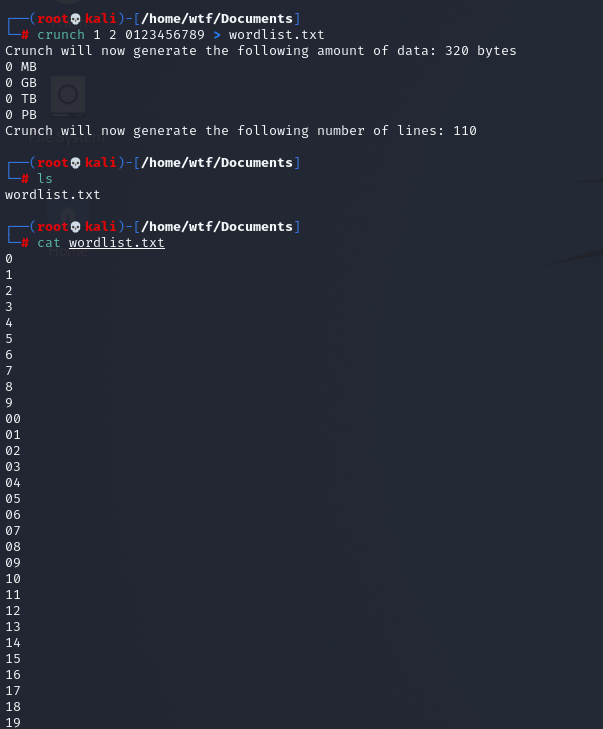 ┌──(root💀kali)-[/home/wtf/Documents]
└─# crunch 1 2 0123456789 > wordlist.txt
Crunch will now generate the following amount of data: 320 bytes
0 MB
0 GB
0 TB
0 PB
Crunch will now generate the following number of lines: 110
┌──(root💀kali)-[/home/wtf/Documents]
└─# ls
wordlist.txt
┌──(root💀kali)-[/home/wtf/Documents]
└─# cat wordlist.txt
Home
0
1
2
3
4
5
6
7
8
9
00
01
02
03
04
05
06
07
08
09
10
11
12
13
14
15
16
17
18
19